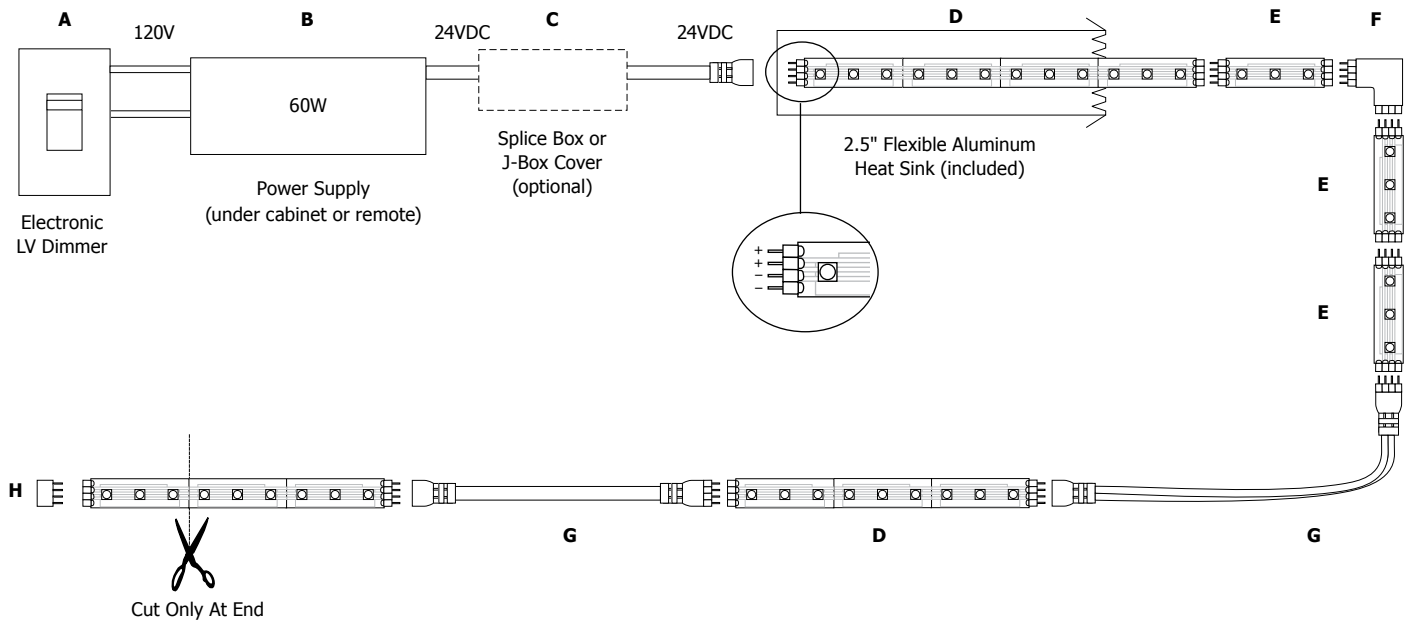 A
B
C
D
E
F
120V
24VDC
24VDC
60W
Splice Box or
J-Box Cover
(optional)
2.5" Flexible Aluminum
Heat Sink (included)
Power Supply
(under cabinet or remote)
Electronic
LV Dimmer
E
+
+
−
−
E
H
G
D
G
Cut Only At End